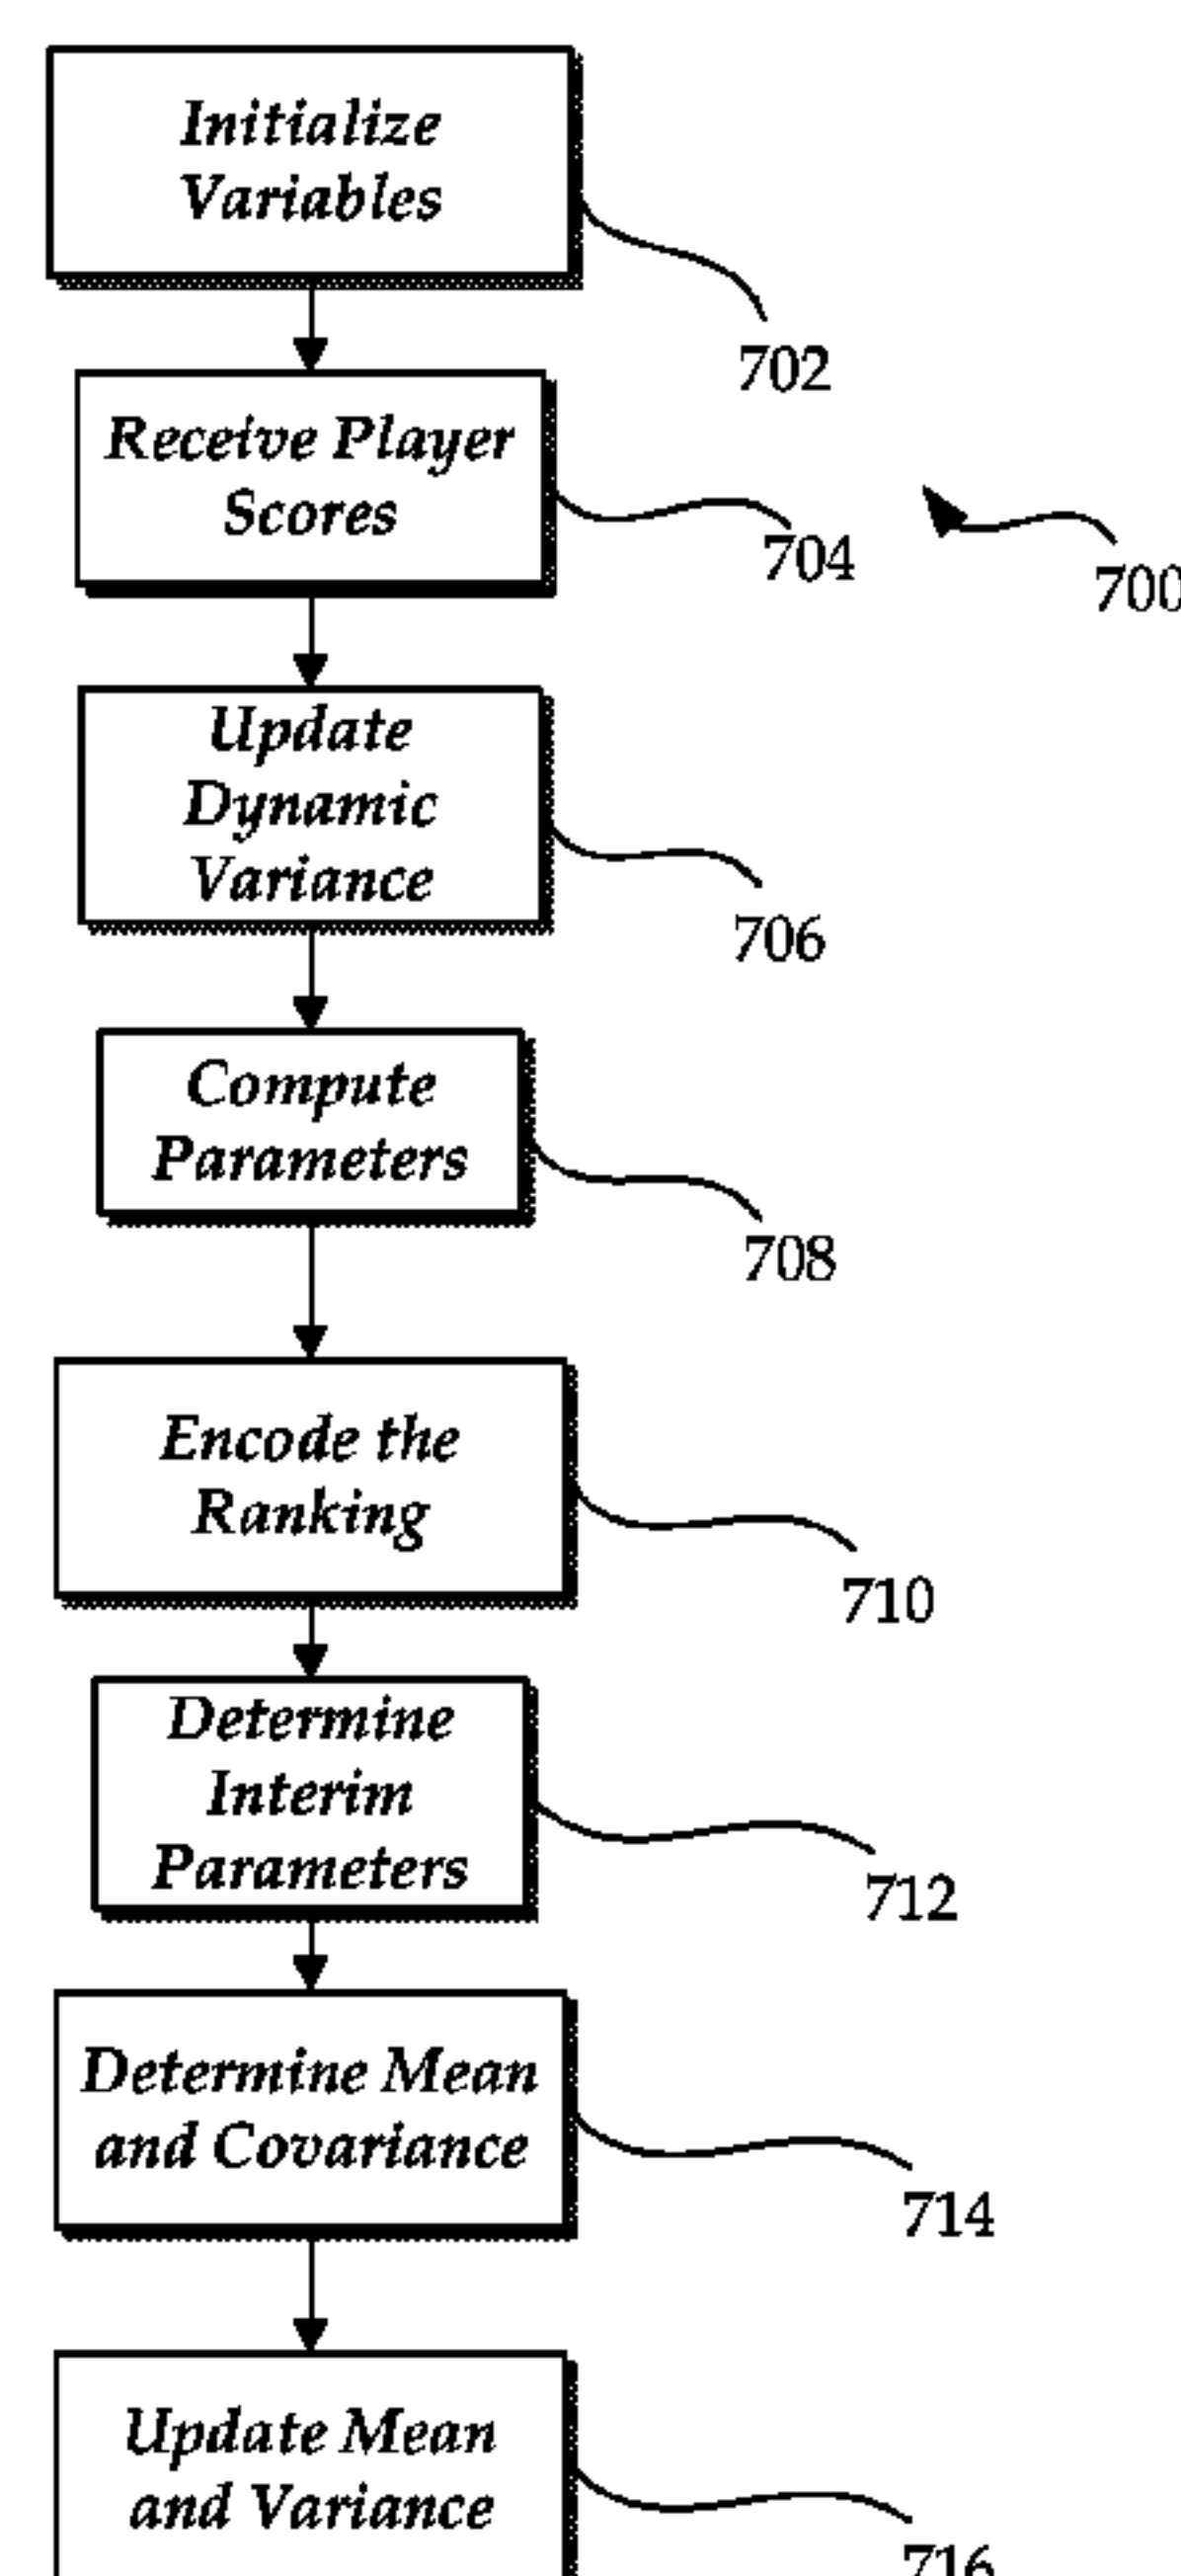 Initialize
Variables
702
Receive Player
Scores
704
700
Update
Dynamic
Variance
706
Compute
Parameters
708
Encode the
Ranking
710
Determine
Interim
Parameters
712
Determine Mean
and Covariance
714
Update Mean
and Variance
716